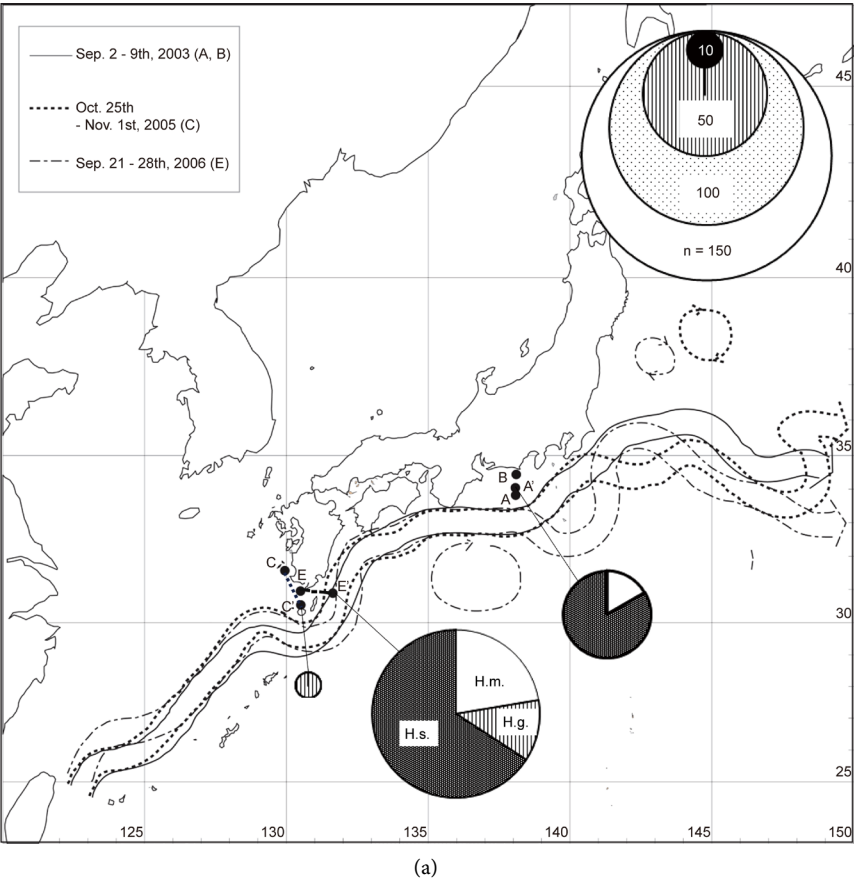 Sep. 2 - 9th, 2003 (A, B)
Oct. 25th
- Nov. 1st, 2005 (C)
Sep. 21 - 28th, 2006 (E)
10
50
100
n = 150
45
40
35
30
25
B
A'
A
C
E
E'
C'
H.m.
H.g.
H.s.
125
130
135
140
145
150
(a)